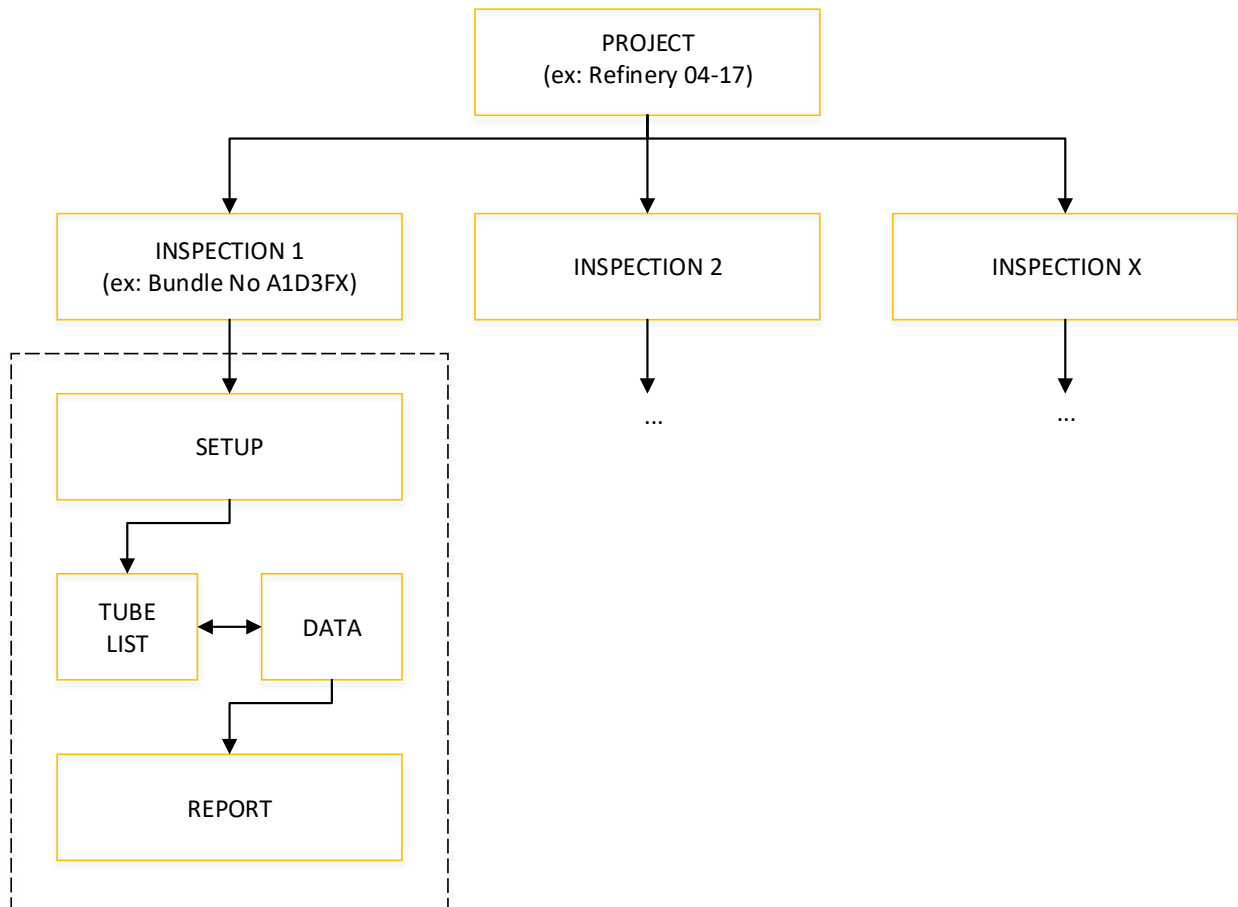 PROJECT
(ex: Refinery 04-17)
INSPECTION 1
(ex: Bundle No A1D3FX)
INSPECTION 2
INSPECTION X
SETUP
...
...
TUBE
LIST
DATA
REPORT